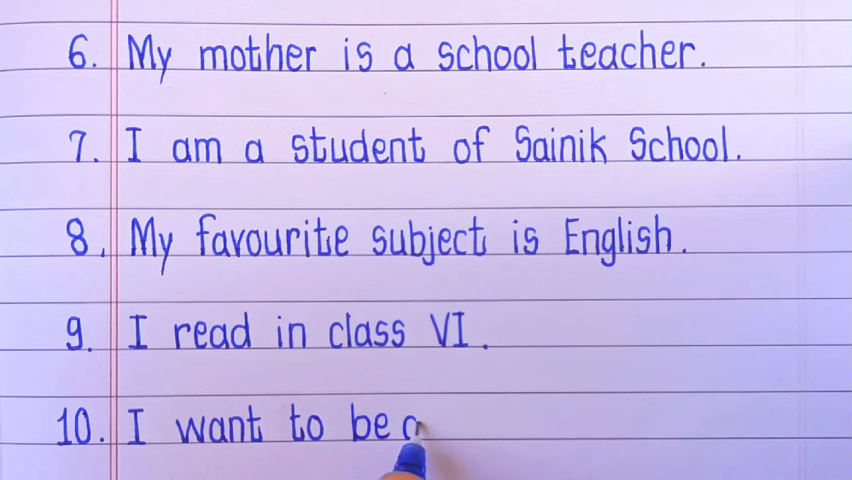 6. My mother is a school teacher.
7. I am a student of Sainik School.
8. My favourite subject is English.
9. I read in class VI.
10. I want to be